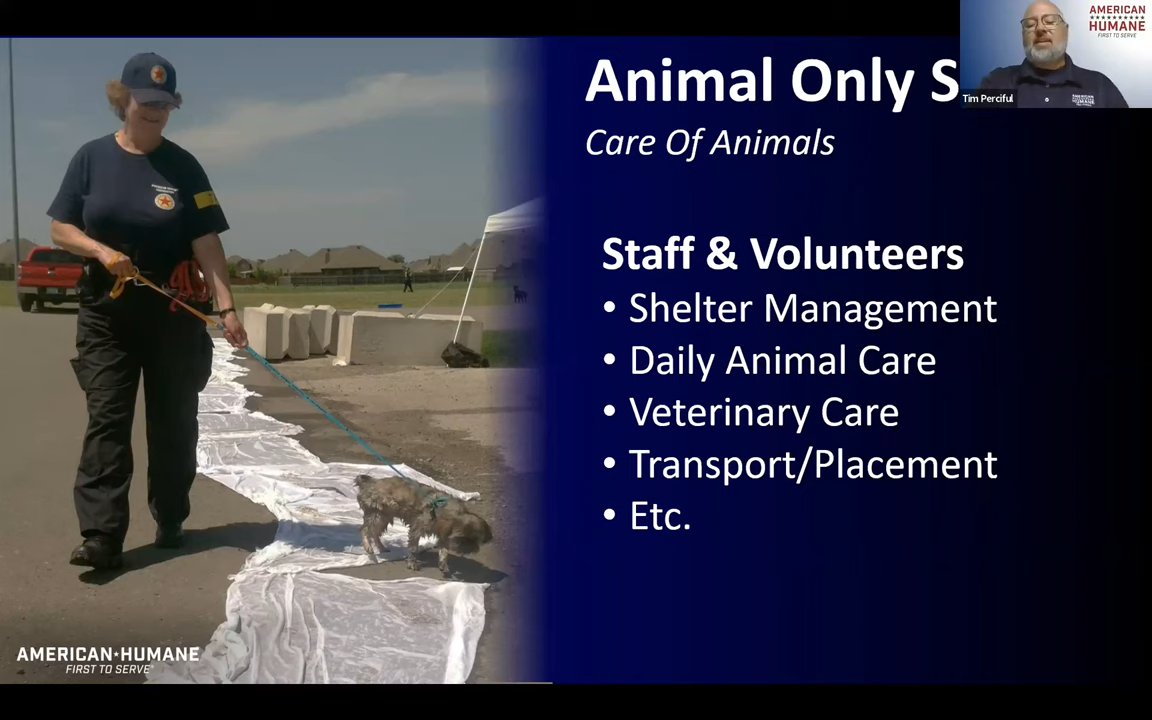 Animal Only S
Care Of Animals
Staff & Volunteers
• Shelter Management
• Daily Animal Care
• Veterinary Care
• Transport/Placement
• Etc.
AMERICAN
HUMANE
FIRST TO SERVE
Tim Perciful
AMERICAN★HUMANE
FIRST TO SERVE